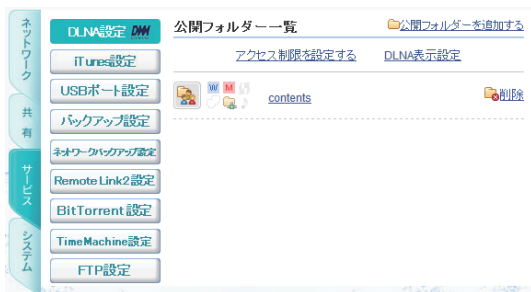 ネットワーク
共有
サービス
システム
DLNA設定
iTunes設定
USBポート設定
バックアップ設定
ネットワークバックアップ設定
Remote Link2設定
BitTorrent設定
TimeMachine設定
FTP設定
公開フォルダー一覧
公開フォルダーを追加する
アクセス制限を設定する
DLNA表示設定
W M
contents
削除